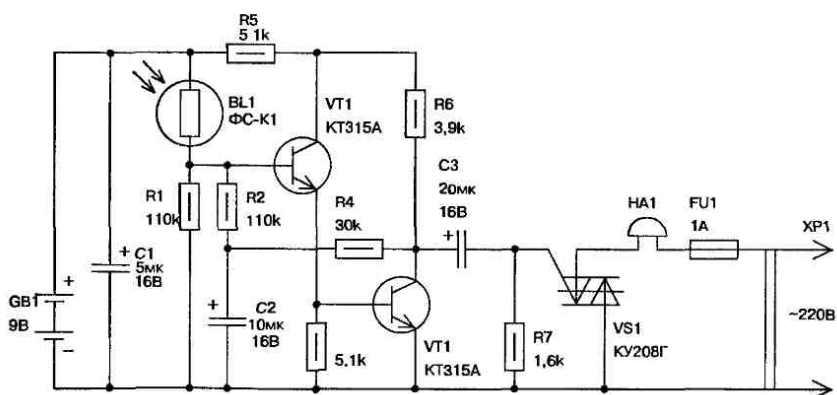 R5
5 1k
BL1
ФС-К1
VT1
КТ315А
R6
3,9k
C3
20мк
16В
R1
110k
R2
110k
R4
30k
HA1
FU1
1A
XP1
+
C1
5мк
16В
+
GB1
+
9В
−
+
C2
10мк
16В
5,1k
VT1
КТ315А
R7
1,6k
VS1
КУ208Г
~220В